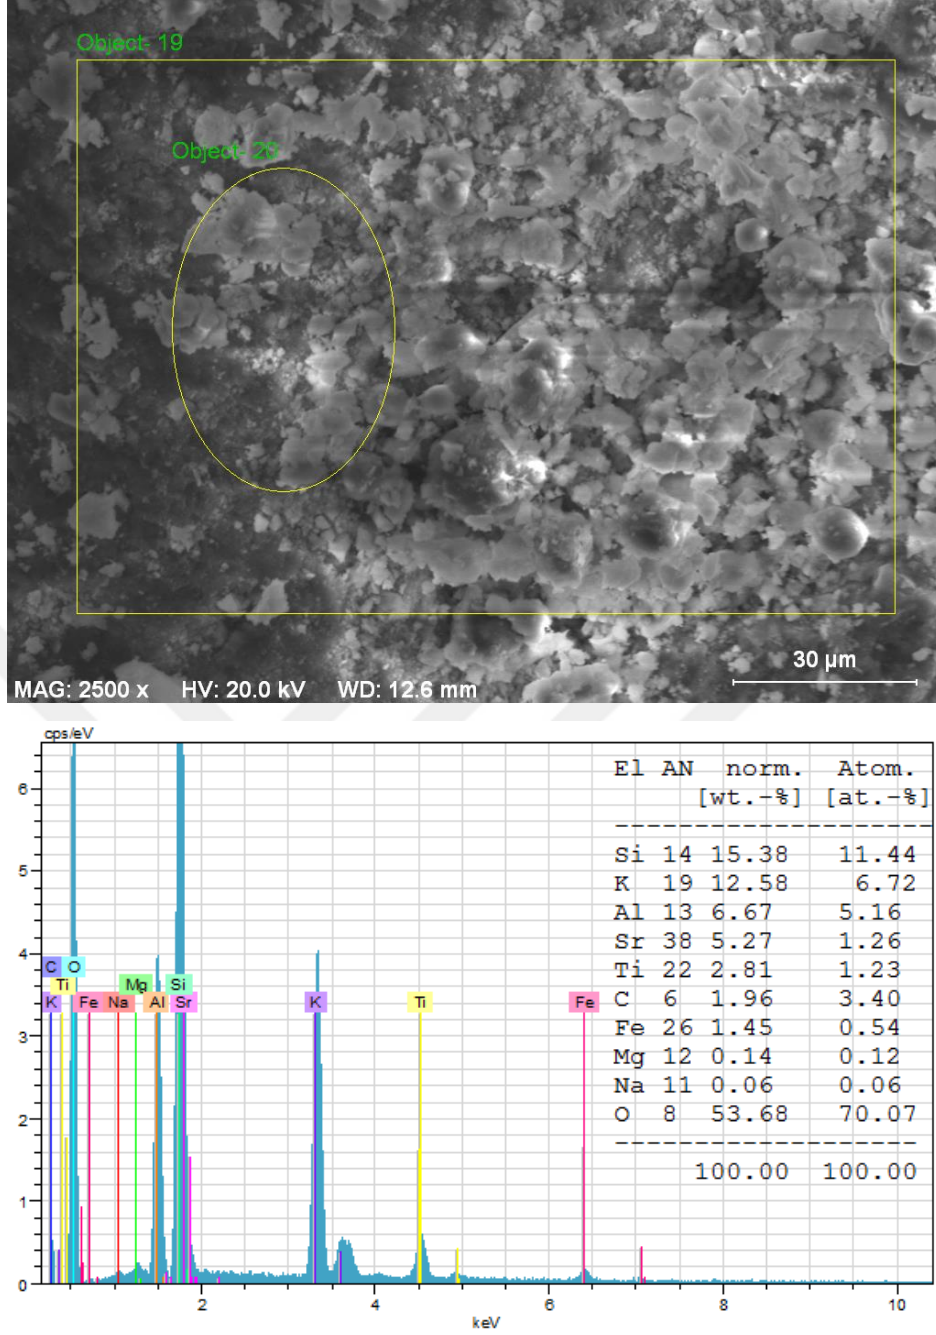 Object- 19
Object- 20
30 µm
MAG: 2500 x HV: 20.0 kV WD: 12.6 mm
cps/eV
El AN norm. Atom.
[wt.-%] [at.-%]
Si 14 15.38 11.44
K 19 12.58 6.72
Al 13 6.67 5.16
Sr 38 5.27 1.26
Ti 22 2.81 1.23
C 6 1.96 3.40
Fe 26 1.45 0.54
Mg 12 0.14 0.12
Na 11 0.06 0.06
O 8 53.68 70.07
100.00 100.00
6
5
4
3
2
1
0
C O
Ti Mg Si
K Fe Na Al Sr K Ti Fe
2 4 6 8 10
keV